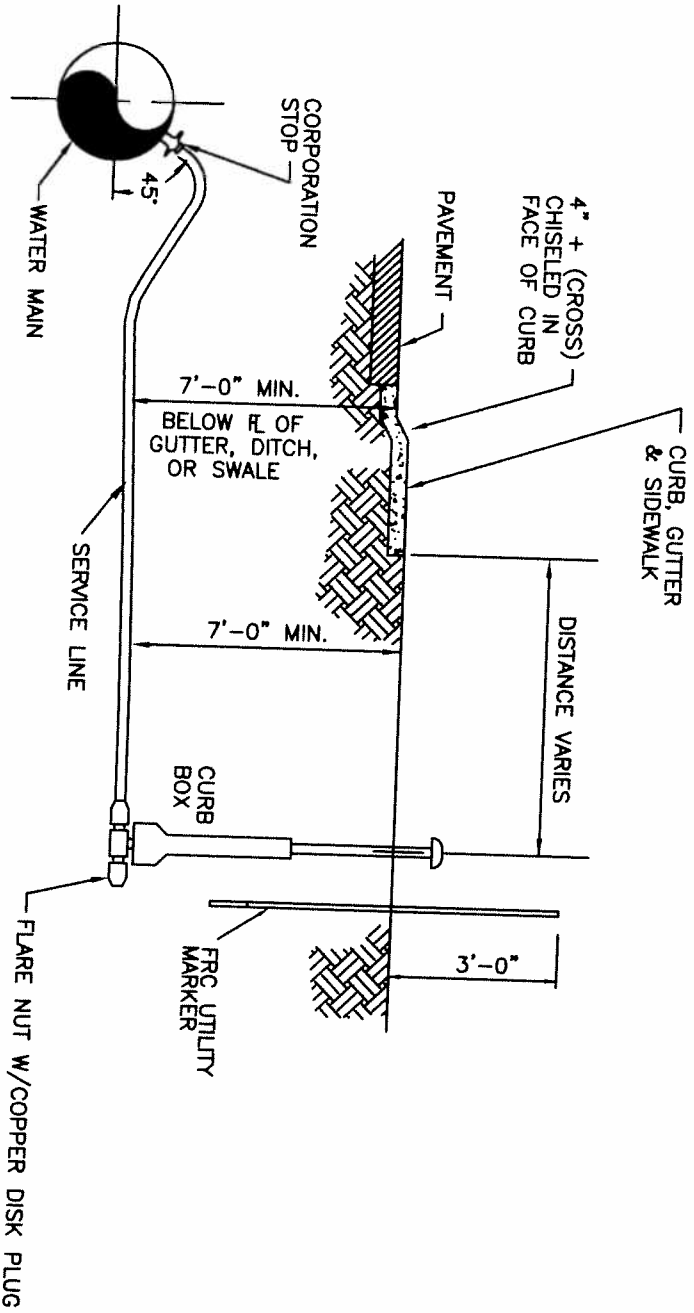 4" + (CROSS)
CHISELED IN
FACE OF CURB
CURB, GUTTER
& SIDEWALK
PAVEMENT
DISTANCE VARIES
CORPORATION
STOP
45°
WATER MAIN
7'-0" MIN.
BELOW FL OF
GUTTER, DITCH,
OR SWALE
7'-0" MIN.
SERVICE LINE
CURB
BOX
3'-0"
FRC UTILITY
MARKER
FLARE NUT W/COPPER DISK PLUG